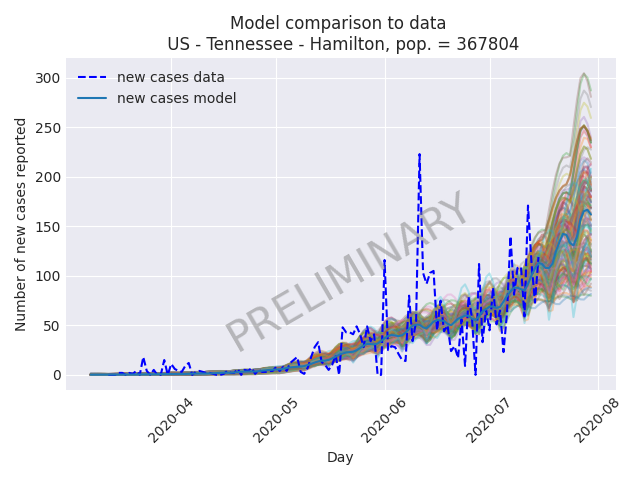 Model comparison to data
US - Tennessee - Hamilton, pop. = 367804
new cases data
new cases model
PRELIMINARY
Number of new cases reported
300
250
200
150
100
50
0
2020-04
2020-05
2020-06
2020-07
2020-08
Day